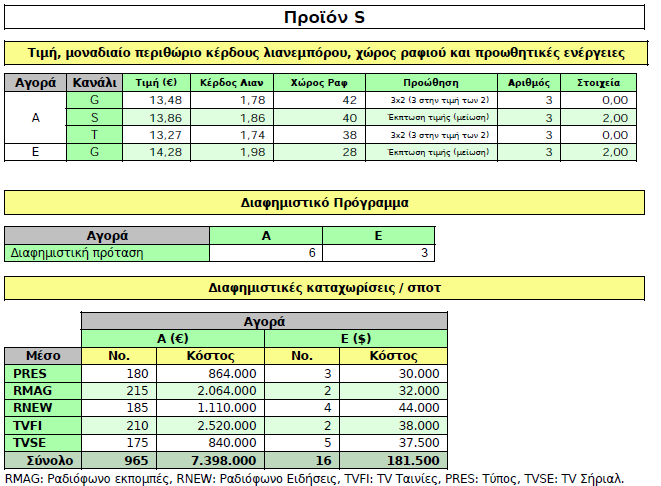 Προϊόν S
Τιμή, μοναδιαίο περιθώριο κέρδους λιανεμπόρου, χώρος ραφιού και προωθητικές ενέργειες
Αγορά Κανάλι Τιμή (€) Κέρδος Λιαν Χώρος Ραφ Προώθηση Αριθμός Στοιχεία
A G 13,48 1,78 42 3x2 (3 στην τιμή των 2) 3 0,00
S 13,86 1,86 40 Έκπτωση τιμής (μείωση) 3 2,00
T 13,27 1,74 38 3x2 (3 στην τιμή των 2) 3 0,00
E G 14,28 1,98 28 Έκπτωση τιμής (μείωση) 3 2,00
Διαφημιστικό Πρόγραμμα
Αγορά A E
Διαφημιστική πρόταση 6 3
Διαφημιστικές καταχωρίσεις / σποτ
Αγορά
A (€) E ($)
Μέσο No. Κόστος No. Κόστος
PRES 180 864.000 3 30.000
RMAG 215 2.064.000 2 32.000
RNEW 185 1.110.000 4 44.000
TVFI 210 2.520.000 2 38.000
TVSE 175 840.000 5 37.500
Σύνολο 965 7.398.000 16 181.500
RMAG: Ραδιόφωνο εκπομπές, RNEW: Ραδιόφωνο Ειδήσεις, TVFI: TV Ταινίες, PRES: Τύπος, TVSE: TV Σήριαλ.